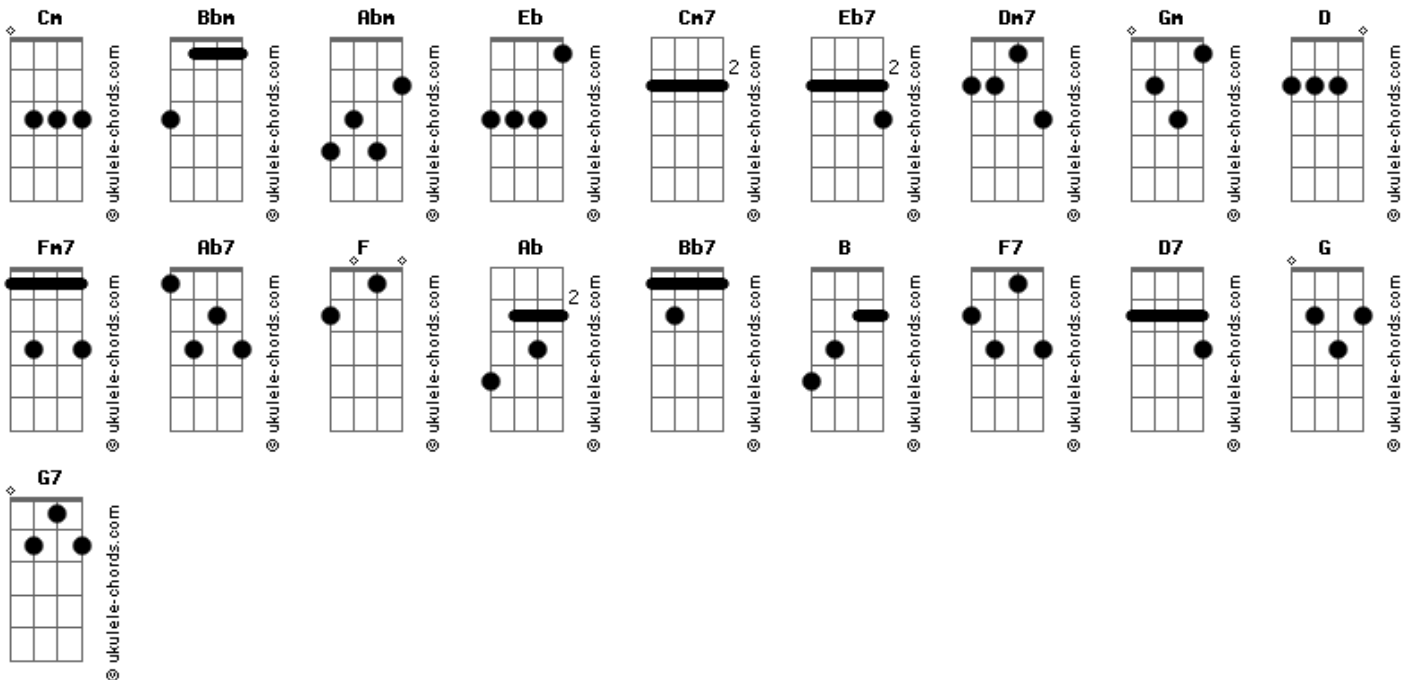 Cm Bbm Abm Eb Cm7 Eb7 Dm7 Gm D
2 2
© ukulele-chords.com © ukulele-chords.com © ukulele-chords.com © ukulele-chords.com © ukulele-chords.com © ukulele-chords.com © ukulele-chords.com © ukulele-chords.com © ukulele-chords.com
Fm7 Ab7 F Ab Bb7 B F7 D7 G
2
© ukulele-chords.com © ukulele-chords.com © ukulele-chords.com © ukulele-chords.com © ukulele-chords.com © ukulele-chords.com © ukulele-chords.com © ukulele-chords.com © ukulele-chords.com
G7
© ukulele-chords.com